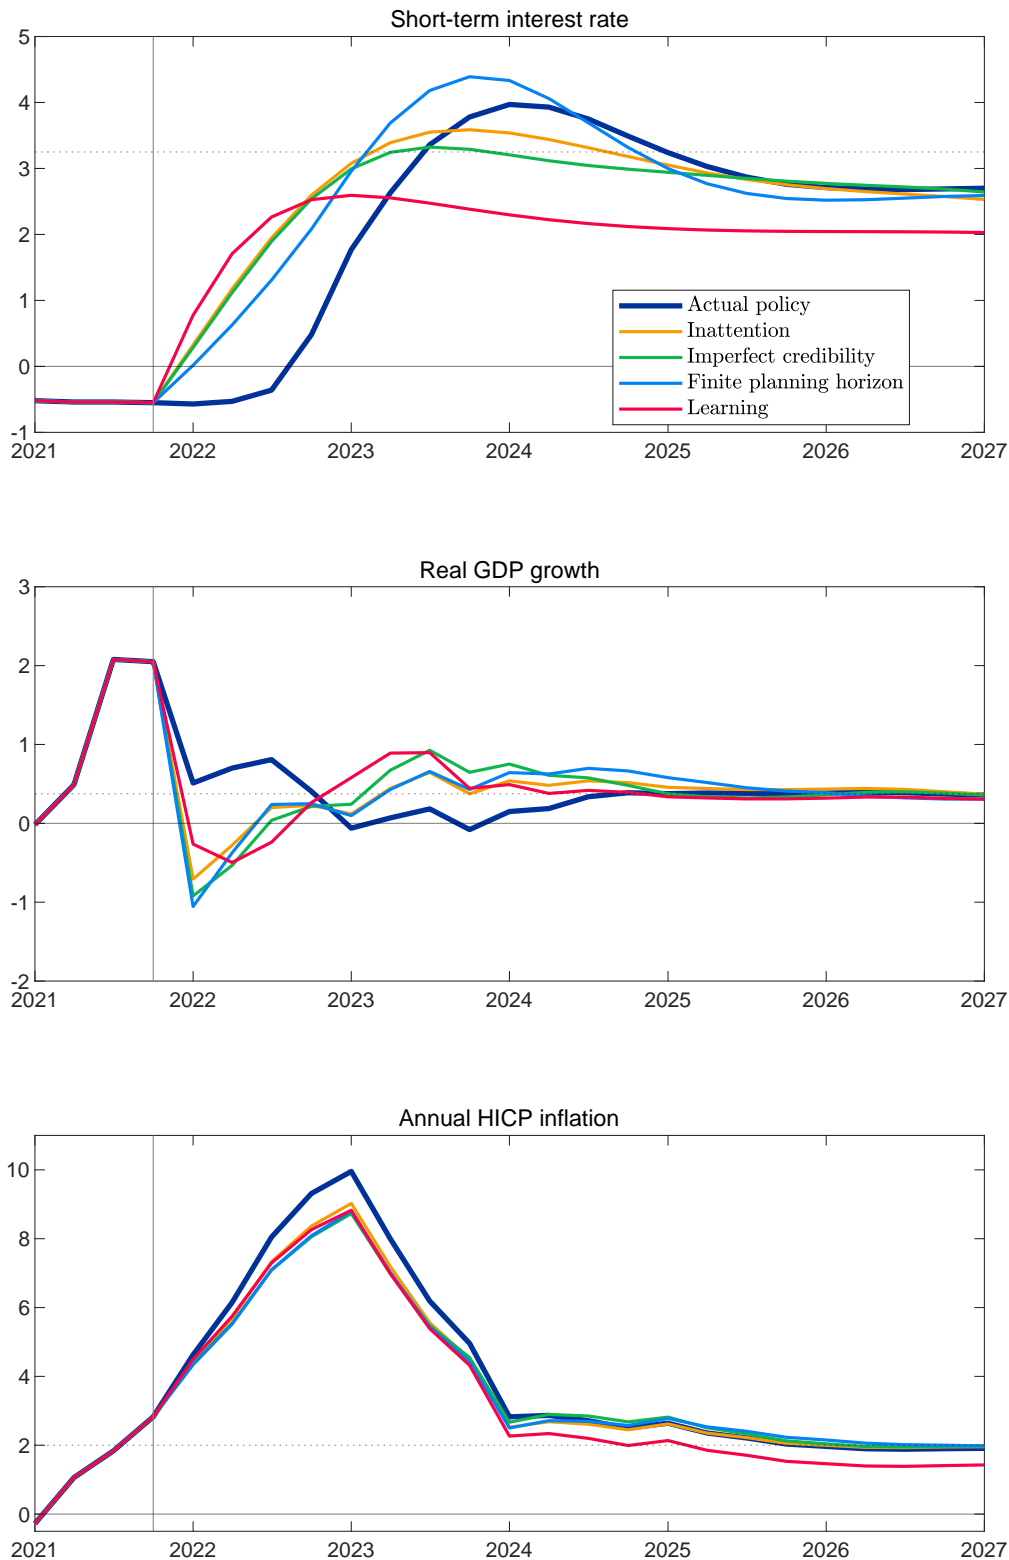 Short-term interest rate
5
4
3
2
1
0
-1
2021 2022 2023 2024 2025 2026 2027
Actual policy
Inattention
Imperfect credibility
Finite planning horizon
Learning
Real GDP growth
3
2
1
0
-1
-2
2021 2022 2023 2024 2025 2026 2027
Annual HICP inflation
10
8
6
4
2
0
2021 2022 2023 2024 2025 2026 2027